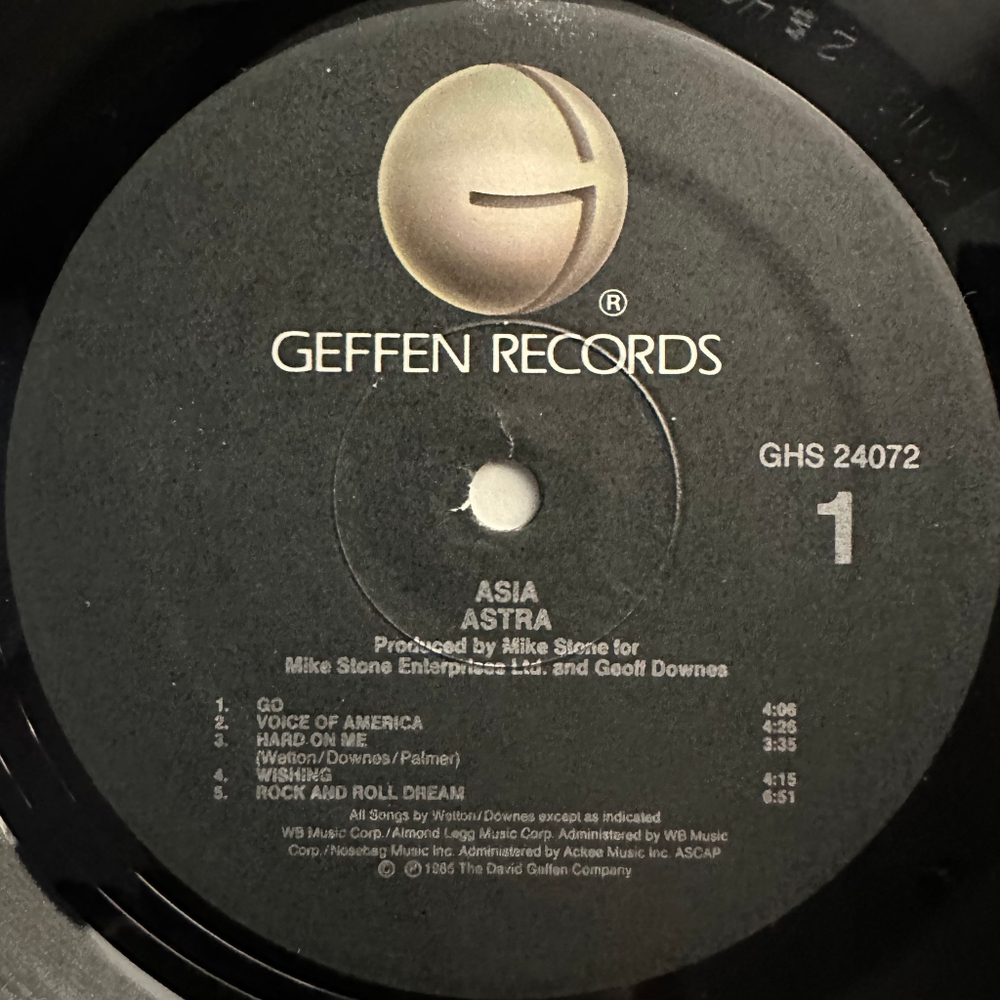 ®
GEFFEN RECORDS
GHS 24072
1
ASIA
ASTRA
Produced by Mike Stone for
Mike Stone Enterprises Ltd. and Geoff Downes
1. GO 4:06
2. VOICE OF AMERICA 4:26
3. HARD ON ME 3:35
(Wetton/Downes/Palmer)
4. WISHING 4:15
5. ROCK AND ROLL DREAM 6:51
All Songs by Wetton/Downes except as indicated
WB Music Corp./Almond Legg Music Corp. Administered by WB Music
Corp./Nosebag Music Inc. Administered by Ackee Music Inc. ASCAP
© ℗ 1985 The David Geffen Company